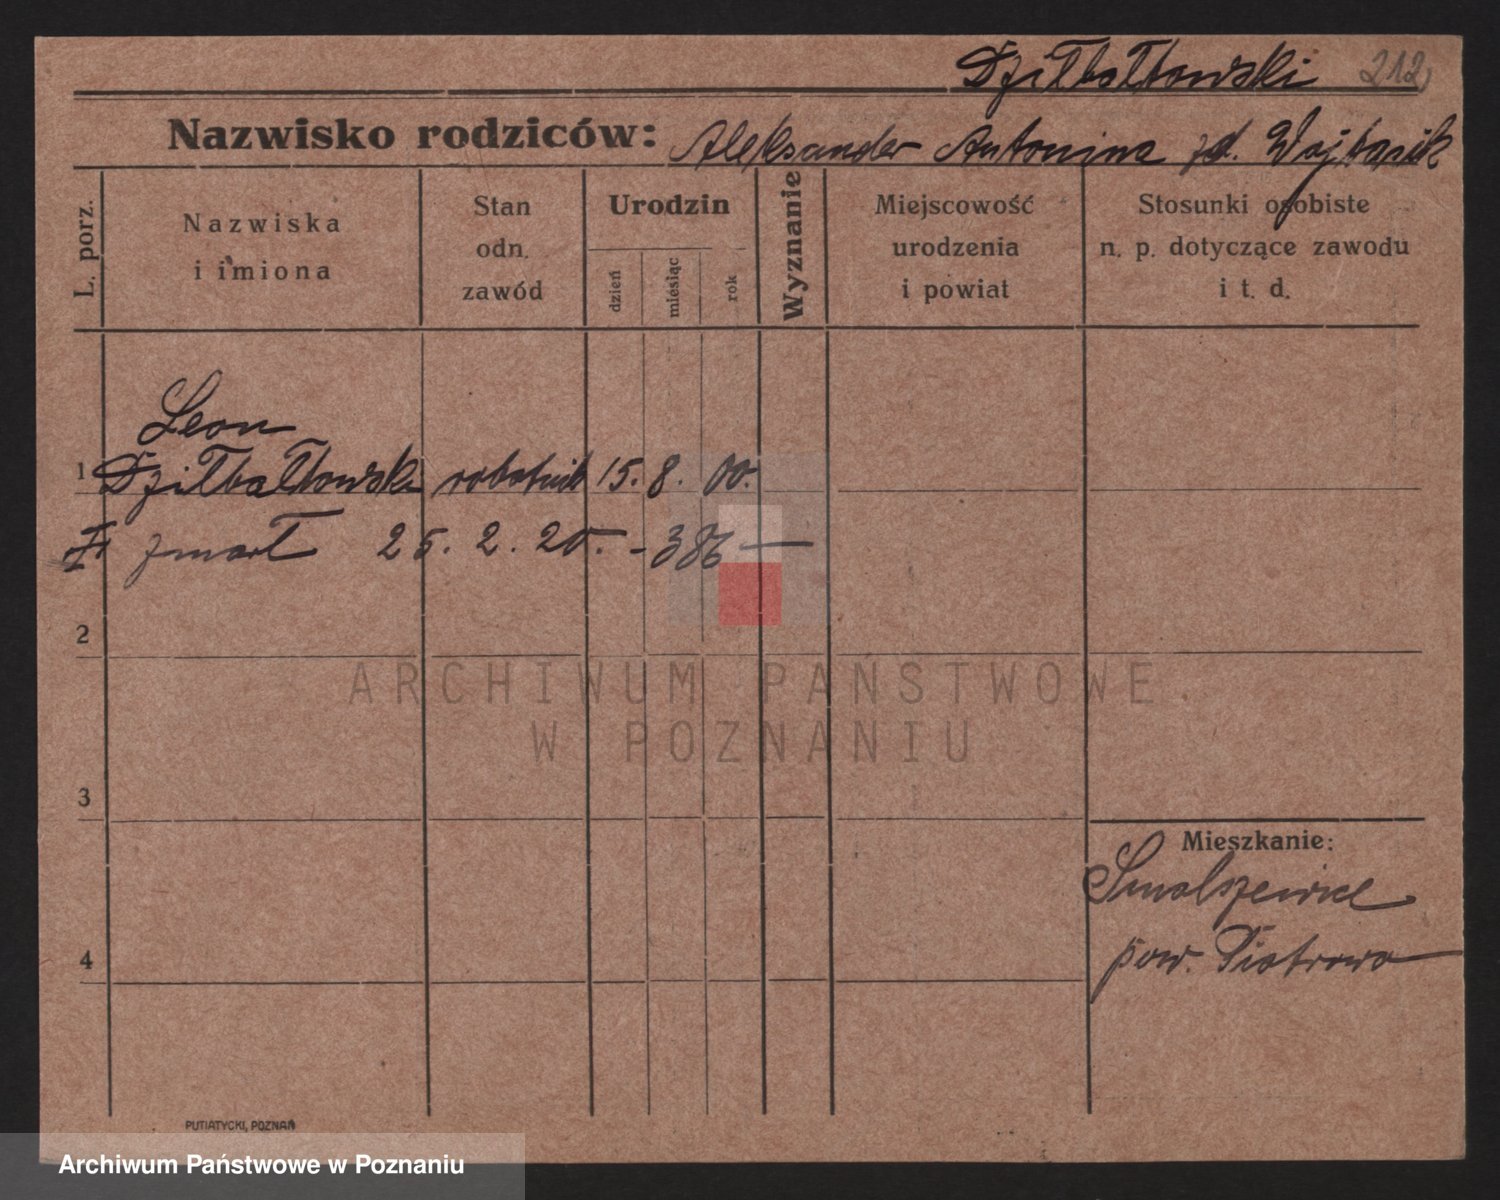 Dziłbałtowski 212
Nazwisko rodziców: Aleksander Antonina zd. Wojtasik
L. porz.
Nazwiska
i imiona
Stan
odn.
zawód
Urodzin
dzień
miesiąc
rok
Wyznanie
Miejscowość
urodzenia
i powiat
Stosunki osobiste
n. p. dotyczące zawodu
i t. d.
Leon
1 Dziłbałtowski robotnik 15. 8. 00.
zmarł 25. 2. 20. - 386 —
2
ARCHIWUM PAŃSTWOWE
W POZNANIU
3
Mieszkanie:
Smolszewice
4
pow.
PUTIATYCKI, POZNAŃ
Archiwum Państwowe w Poznaniu